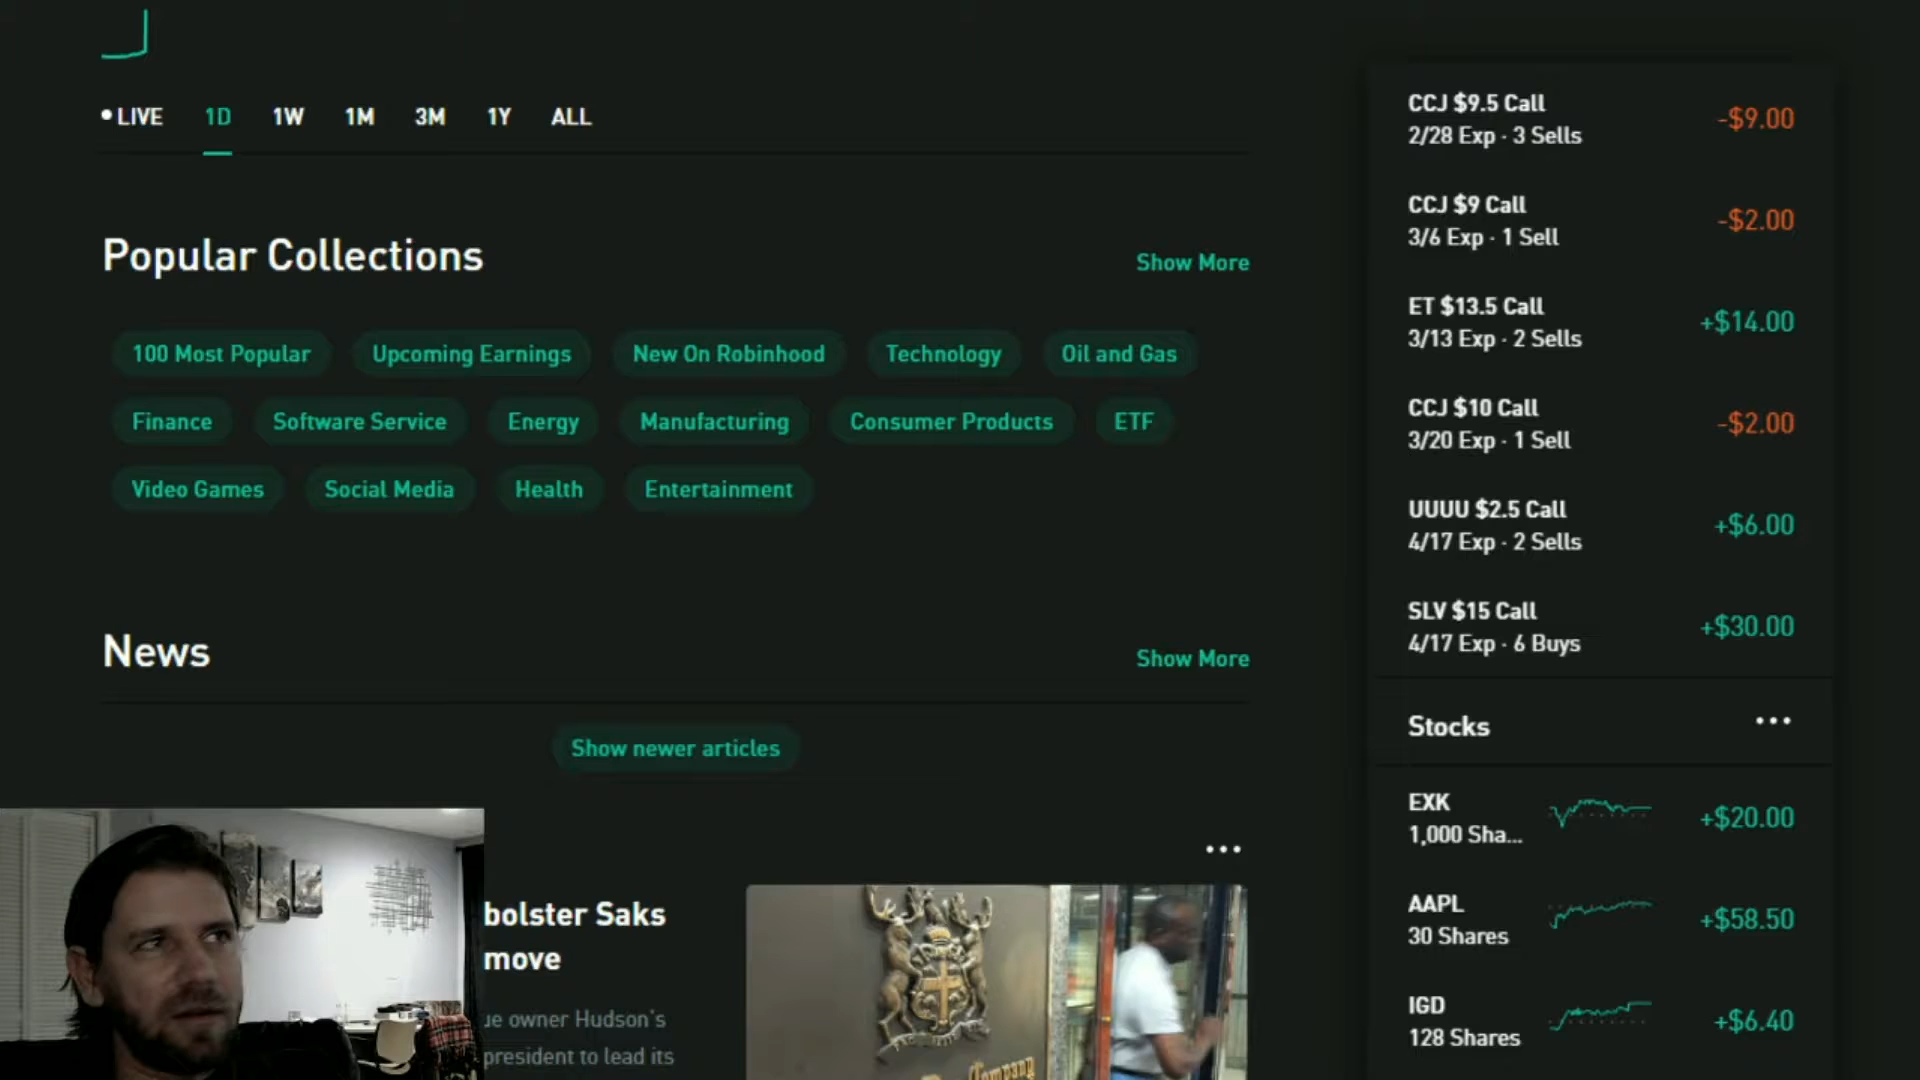 LIVE 1D 1W 1M 3M 1Y ALL
Popular Collections
Show More
100 Most Popular Upcoming Earnings New On Robinhood Technology Oil and Gas
Finance Software Service Energy Manufacturing Consumer Products ETF
Video Games Social Media Health Entertainment
News
Show More
Show newer articles
bolster Saks
move
ue owner Hudson's
president to lead its
Company
CCJ $9.5 Call
2/28 Exp · 3 Sells
-$9.00
CCJ $9 Call
3/6 Exp · 1 Sell
-$2.00
ET $13.5 Call
3/13 Exp · 2 Sells
+$14.00
CCJ $10 Call
3/20 Exp · 1 Sell
-$2.00
UUUU $2.5 Call
4/17 Exp · 2 Sells
+$6.00
SLV $15 Call
4/17 Exp · 6 Buys
+$30.00
Stocks
EXK
1,000 Sha...
+$20.00
AAPL
30 Shares
+$58.50
IGD
128 Shares
+$6.40